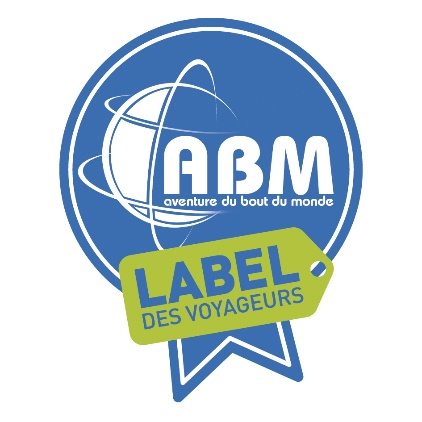 ABM
aventure du bout du monde
LABEL
DES VOYAGEURS